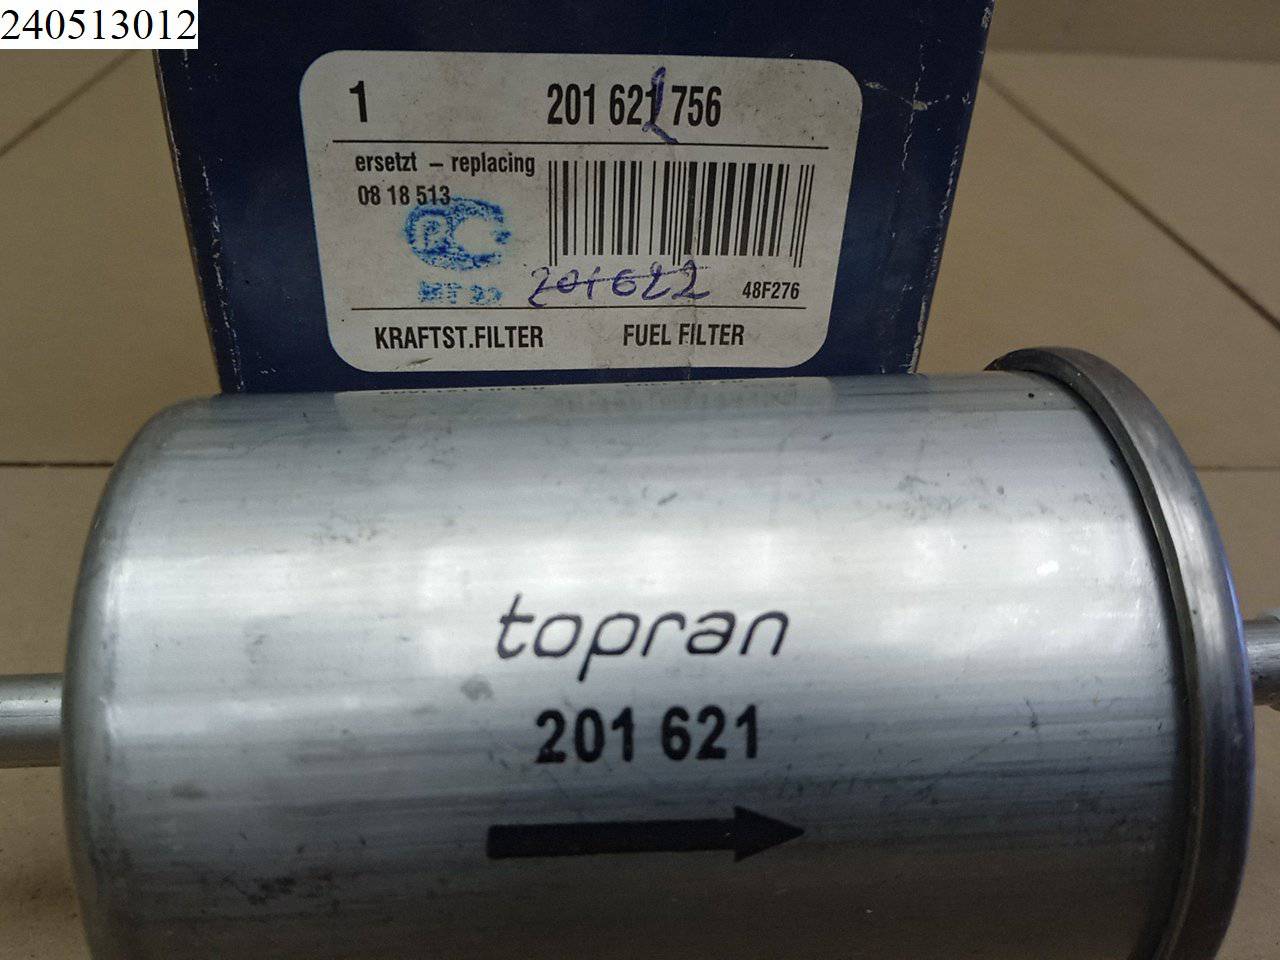 240513012
1 201 621 756
ersetzt – replacing
08 18 513
PC
201622
48F276
KRAFTST.FILTER FUEL FILTER
topran
201 621